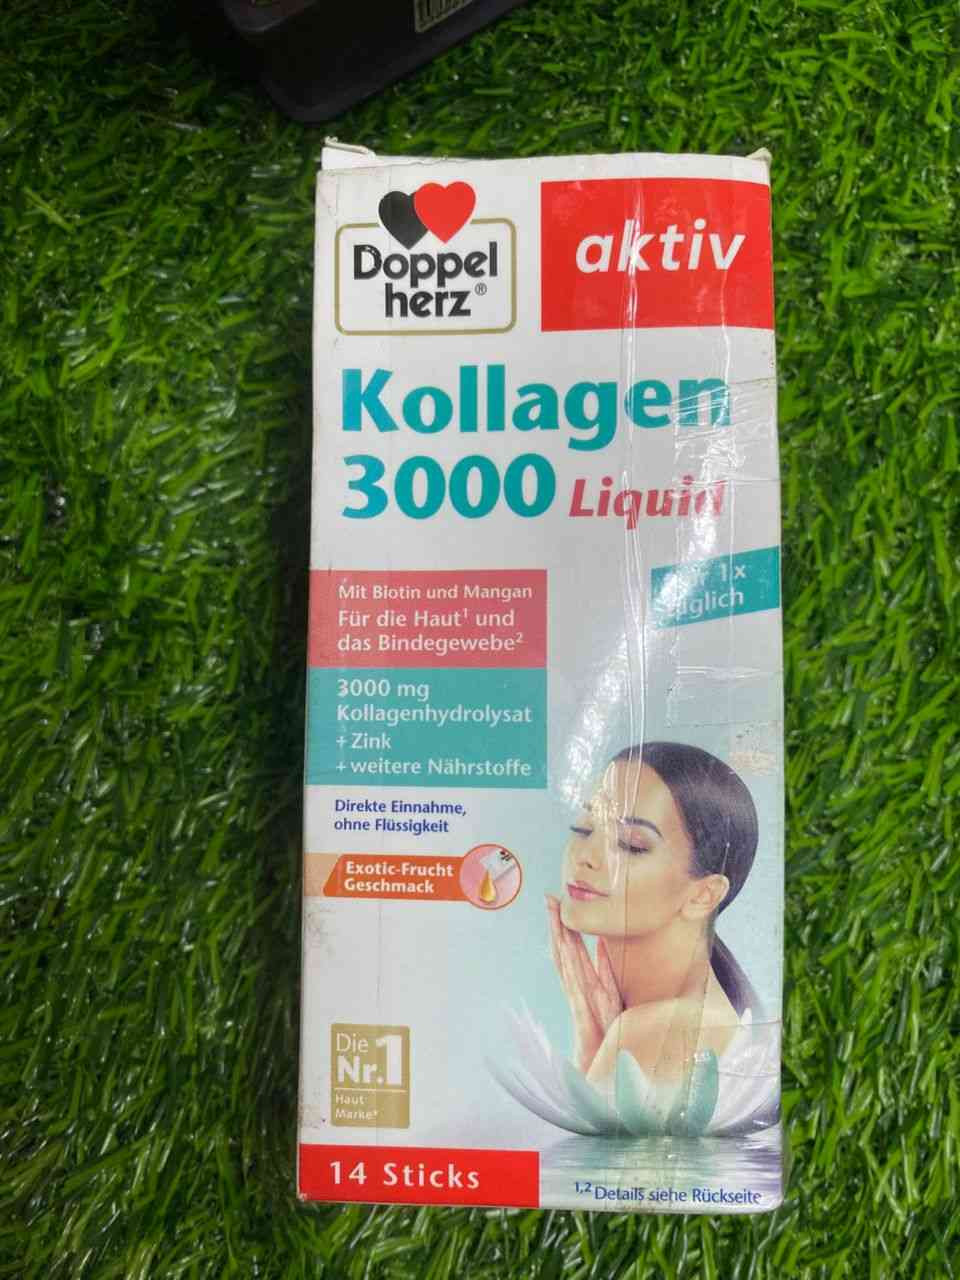 Doppel
herz®
aktiv
Kollagen
3000 Liquid
Mit Biotin und Mangan
Für die Haut¹ und
das Bindegewebe²
1x
3000 mg
Kollagenhydrolysat
+ Zink
+ weitere Nährstoffe
Direkte Einnahme,
ohne Flüssigkeit
Exotic-Frucht
Geschmack
Die
Nr.1
Haut
Marke*
14 Sticks
1,2 Details siehe Rückseite